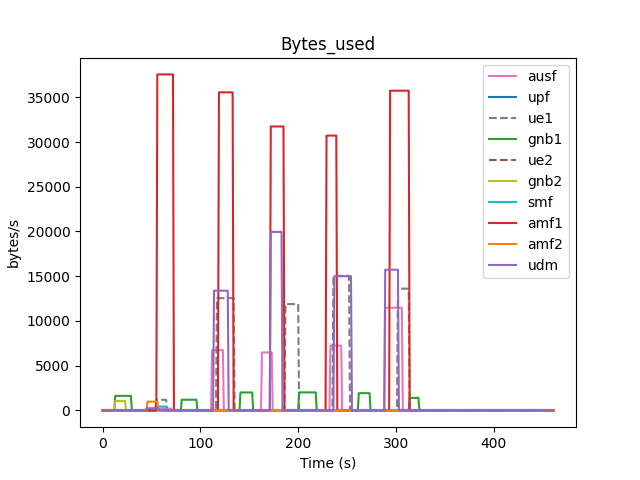 Bytes_used
bytes/s
35000
30000
25000
20000
15000
10000
5000
0
0 100 200 300 400
Time (s)
ausf
upf
ue1
gnb1
ue2
gnb2
smf
amf1
amf2
udm